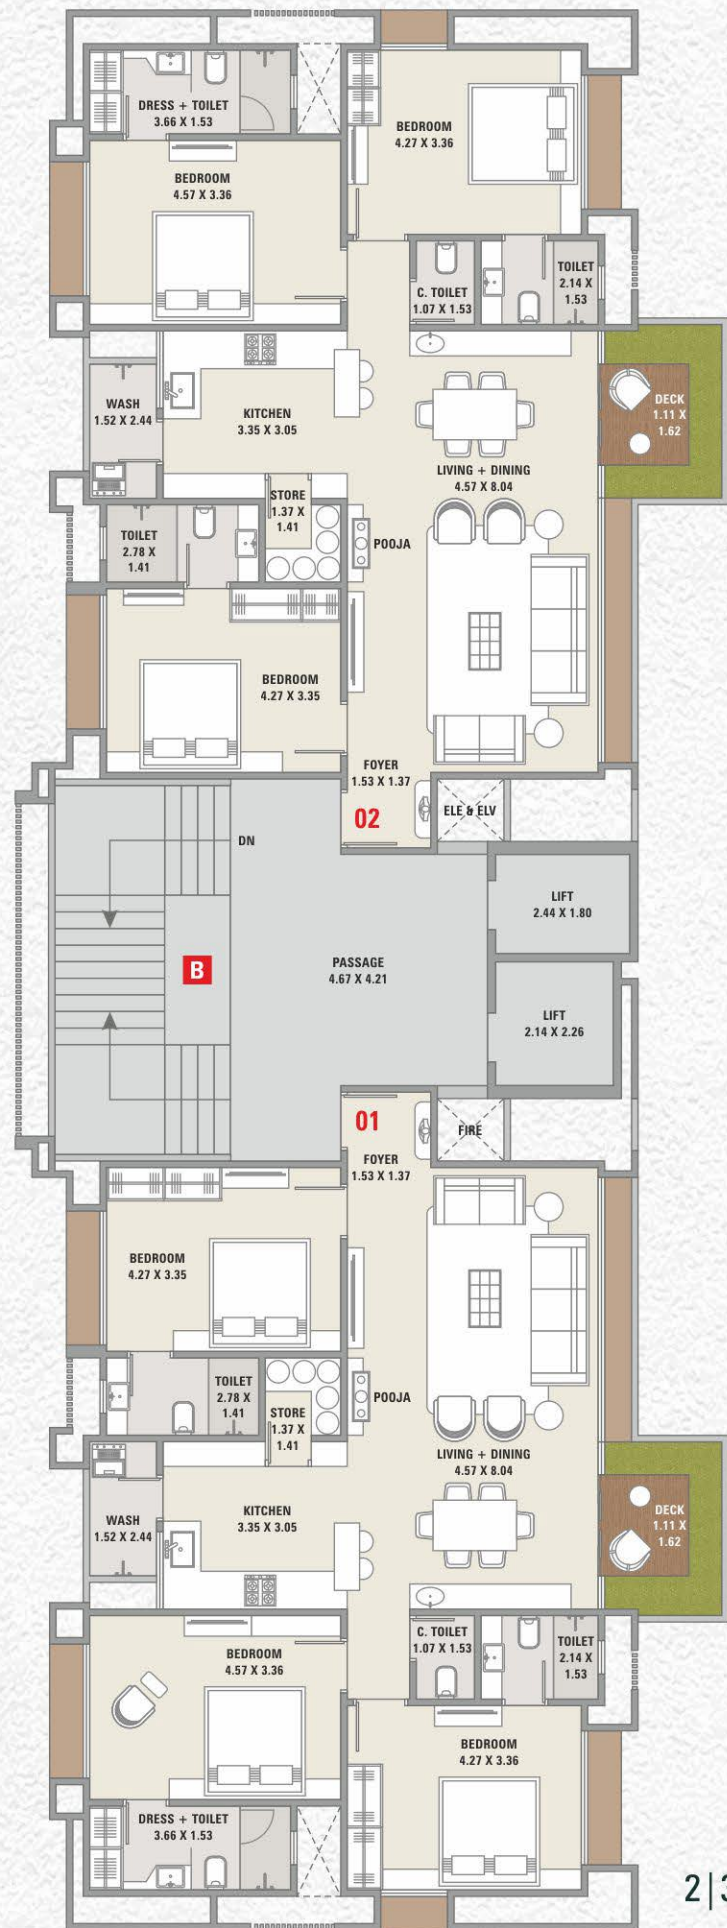 DRESS + TOILET
3.66 X 1.53
BEDROOM
4.27 X 3.36
BEDROOM
4.57 X 3.36
C. TOILET
1.07 X 1.53
TOILET
2.14 X
1.53
WASH
1.52 X 2.44
KITCHEN
3.35 X 3.05
DECK
1.11 X
1.62
LIVING + DINING
4.57 X 8.04
STORE
1.37 X
1.41
TOILET
2.78 X
1.41
POOJA
BEDROOM
4.27 X 3.35
FOYER
1.53 X 1.37
02
ELE & ELV
DN
LIFT
2.44 X 1.80
B
PASSAGE
4.67 X 4.21
LIFT
2.14 X 2.26
01
FIRE
FOYER
1.53 X 1.37
BEDROOM
4.27 X 3.35
TOILET
2.78 X
1.41
POOJA
STORE
1.37 X
1.41
LIVING + DINING
4.57 X 8.04
WASH
1.52 X 2.44
KITCHEN
3.35 X 3.05
DECK
1.11 X
1.62
C. TOILET
1.07 X 1.53
TOILET
2.14 X
1.53
BEDROOM
4.57 X 3.36
BEDROOM
4.27 X 3.36
DRESS + TOILET
3.66 X 1.53
2|3